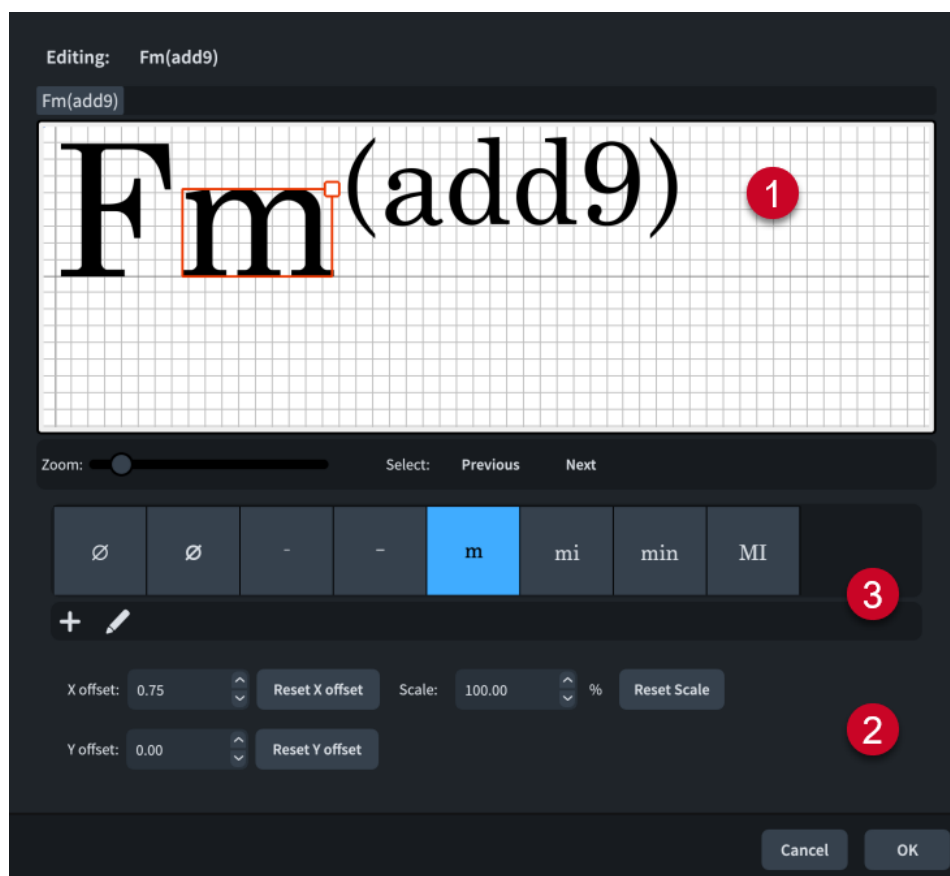 Editing: Fm(add9)
Fm(add9)
Fm(add9)
1
Zoom: Select: Previous Next
ø ø - – m mi min MI
3
X offset: 0.75 Reset X offset Scale: 100.00 % Reset Scale
2
Y offset: 0.00 Reset Y offset
Cancel OK